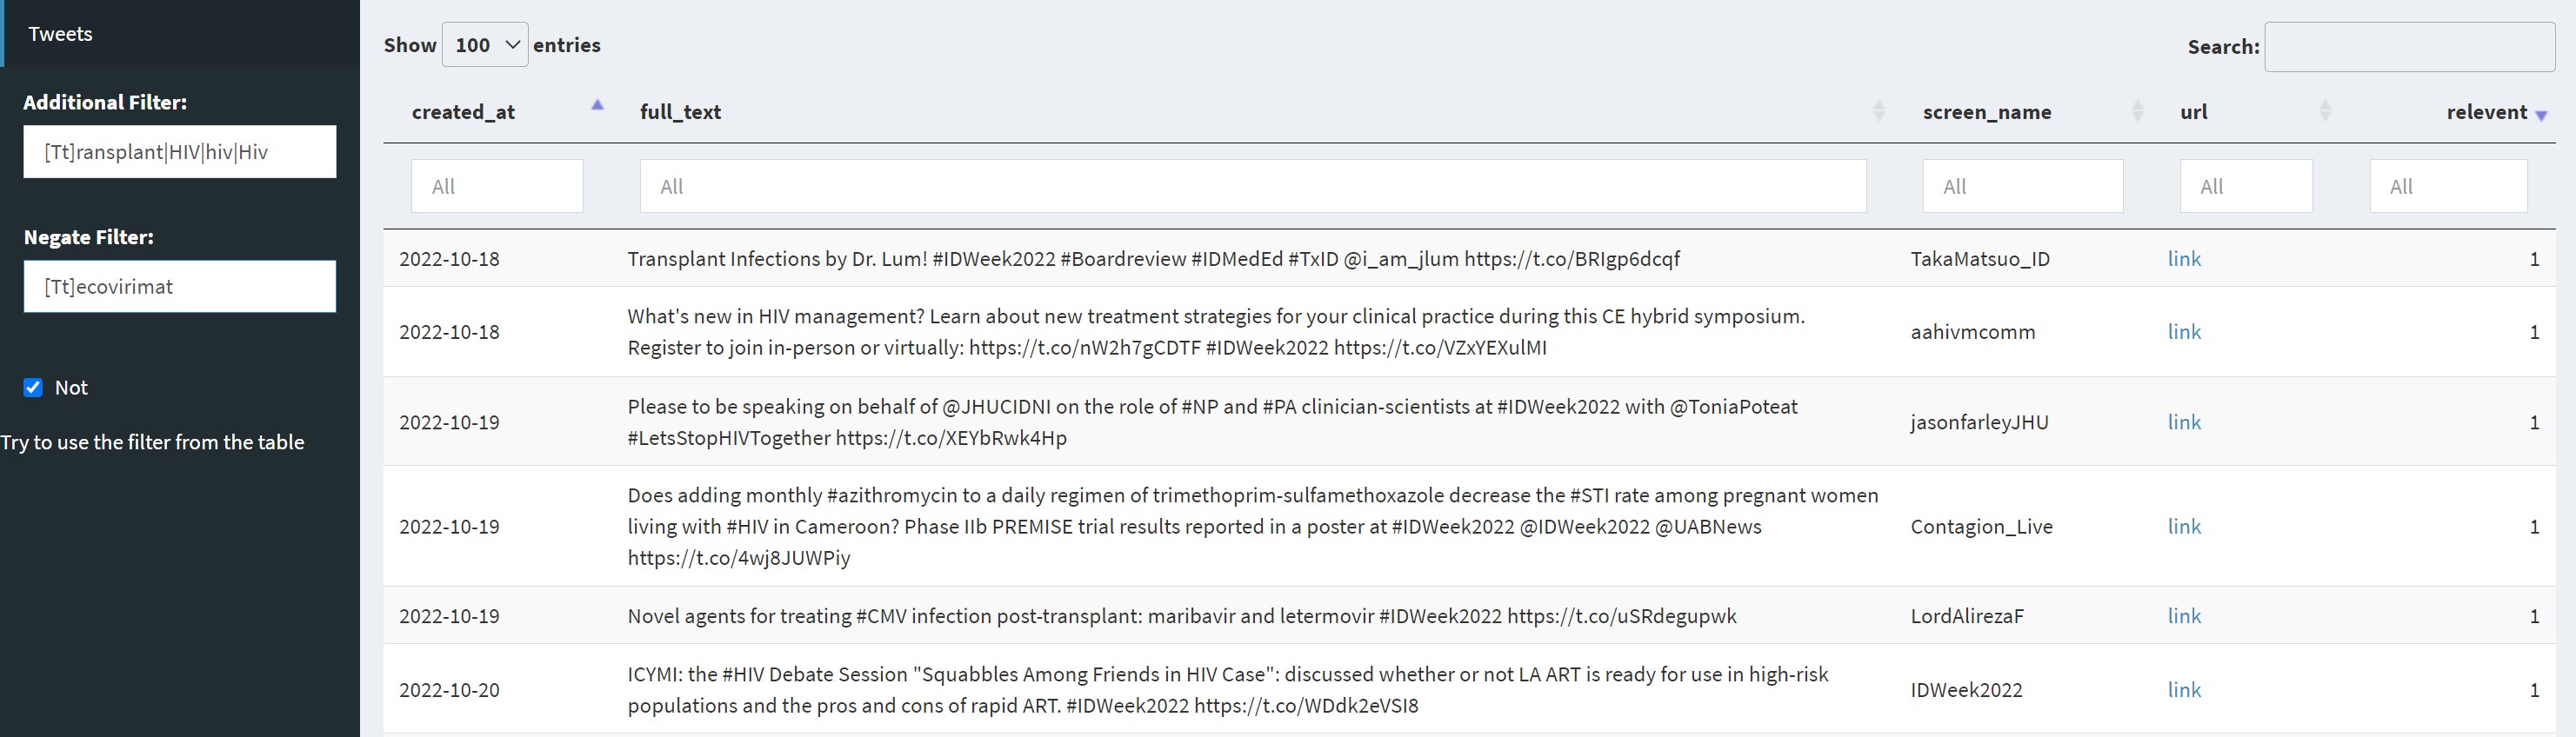 Tweets
Additional Filter:
[Tt]ransplant|HIV|hiv|Hiv
Negate Filter:
[Tt]ecovirimat
Not
Try to use the filter from the table
Show 100 entries
Search:
created_at full_text screen_name url relevent
All All All All All
2022-10-18 Transplant Infections by Dr. Lum! #IDWeek2022 #Boardreview #IDMedEd #TxID @i_am_jlum https://t.co/BRIgp6dcqf TakaMatsuo_ID link 1
What's new in HIV management? Learn about new treatment strategies for your clinical practice during this CE hybrid symposium.
2022-10-18 aahivmcomm link 1
Register to join in-person or virtually: https://t.co/nW2h7gCDTF #IDWeek2022 https://t.co/VZxYEXulMI
Please to be speaking on behalf of @JHUCIDNI on the role of #NP and #PA clinician-scientists at #IDWeek2022 with @ToniaPoteat
2022-10-19 jasonfarleyJHU link 1
#LetsStopHIVTogether https://t.co/XEYbRwk4Hp
Does adding monthly #azithromycin to a daily regimen of trimethoprim-sulfamethoxazole decrease the #STI rate among pregnant women
2022-10-19 living with #HIV in Cameroon? Phase IIb PREMISE trial results reported in a poster at #IDWeek2022 @IDWeek2022 @UABNews Contagion_Live link 1
https://t.co/4wj8JUWPiy
2022-10-19 Novel agents for treating #CMV infection post-transplant: maribavir and letermovir #IDWeek2022 https://t.co/uSRdegupwk LordAlirezaF link 1
ICYMI: the #HIV Debate Session "Squabbles Among Friends in HIV Case": discussed whether or not LA ART is ready for use in high-risk
2022-10-20 IDWeek2022 link 1
populations and the pros and cons of rapid ART. #IDWeek2022 https://t.co/WDdk2eVSI8